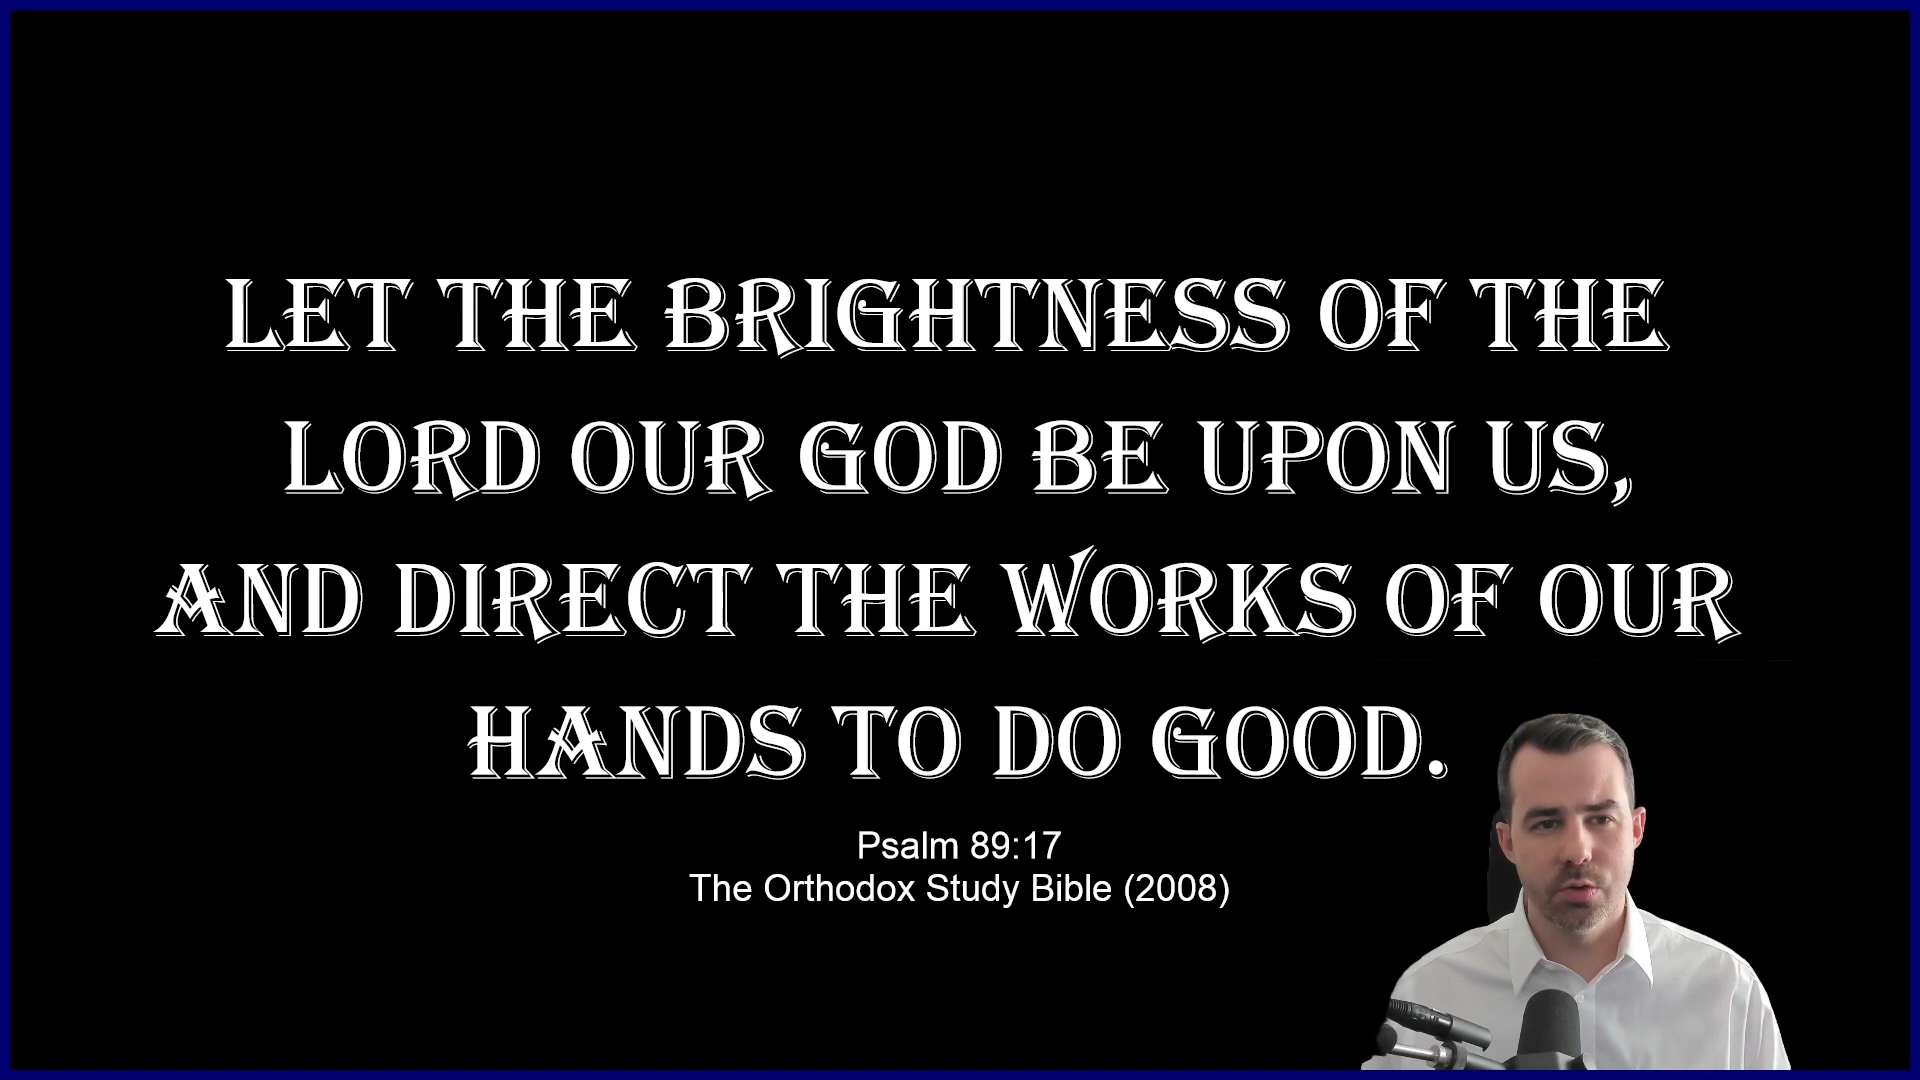 LET THE BRIGHTNESS OF THE
LORD OUR GOD BE UPON US,
AND DIRECT THE WORKS OF OUR
HANDS TO DO GOOD.
Psalm 89:17
The Orthodox Study Bible (2008)